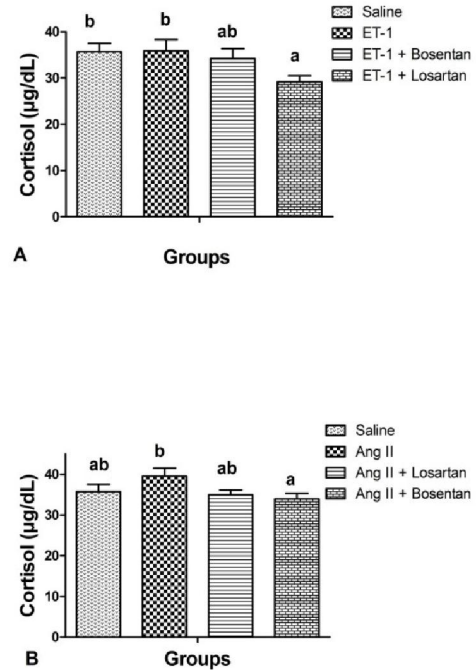 Saline
ET-1
ET-1 + Bosentan
ET-1 + Losartan
b b ab a
Cortisol (µg/dL)
40
30
20
10
0
A
Groups
Saline
Ang II
Ang II + Losartan
Ang II + Bosentan
ab b ab a
Cortisol (µg/dL)
50
40
30
20
10
0
B
Groups